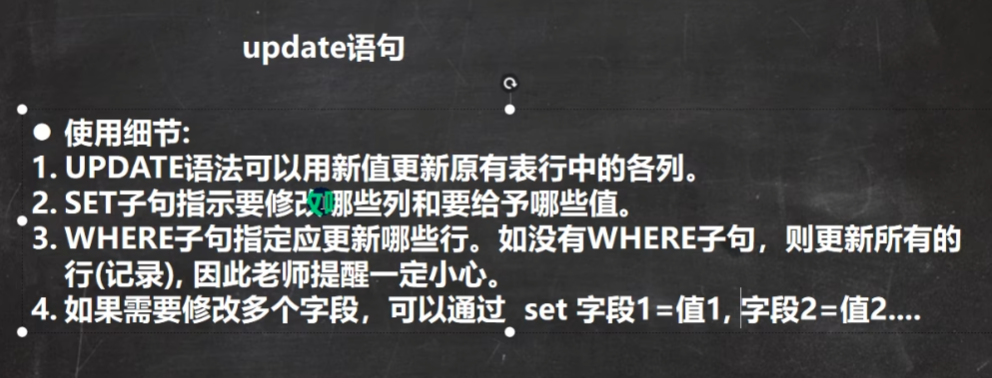 update语句
● 使用细节:
1. UPDATE语法可以用新值更新原有表行中的各列。
2. SET子句指示要修改哪些列和要给予哪些值。
3. WHERE子句指定应更新哪些行。如没有WHERE子句，则更新所有的
行(记录), 因此老师提醒一定小心。
4. 如果需要修改多个字段，可以通过 set 字段1=值1, 字段2=值2....